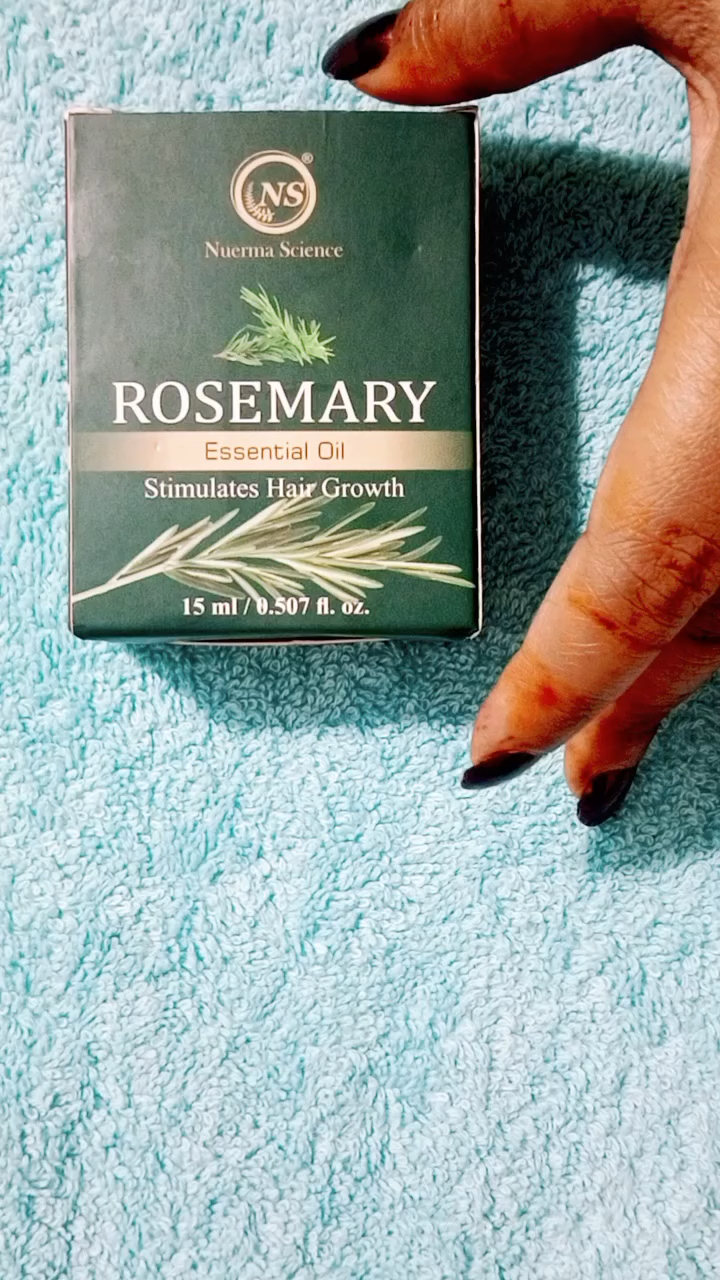 NS®
Nuerma Science
ROSEMARY
Essential Oil
Stimulates Hair Growth
15 ml / 0.507 fl. oz.